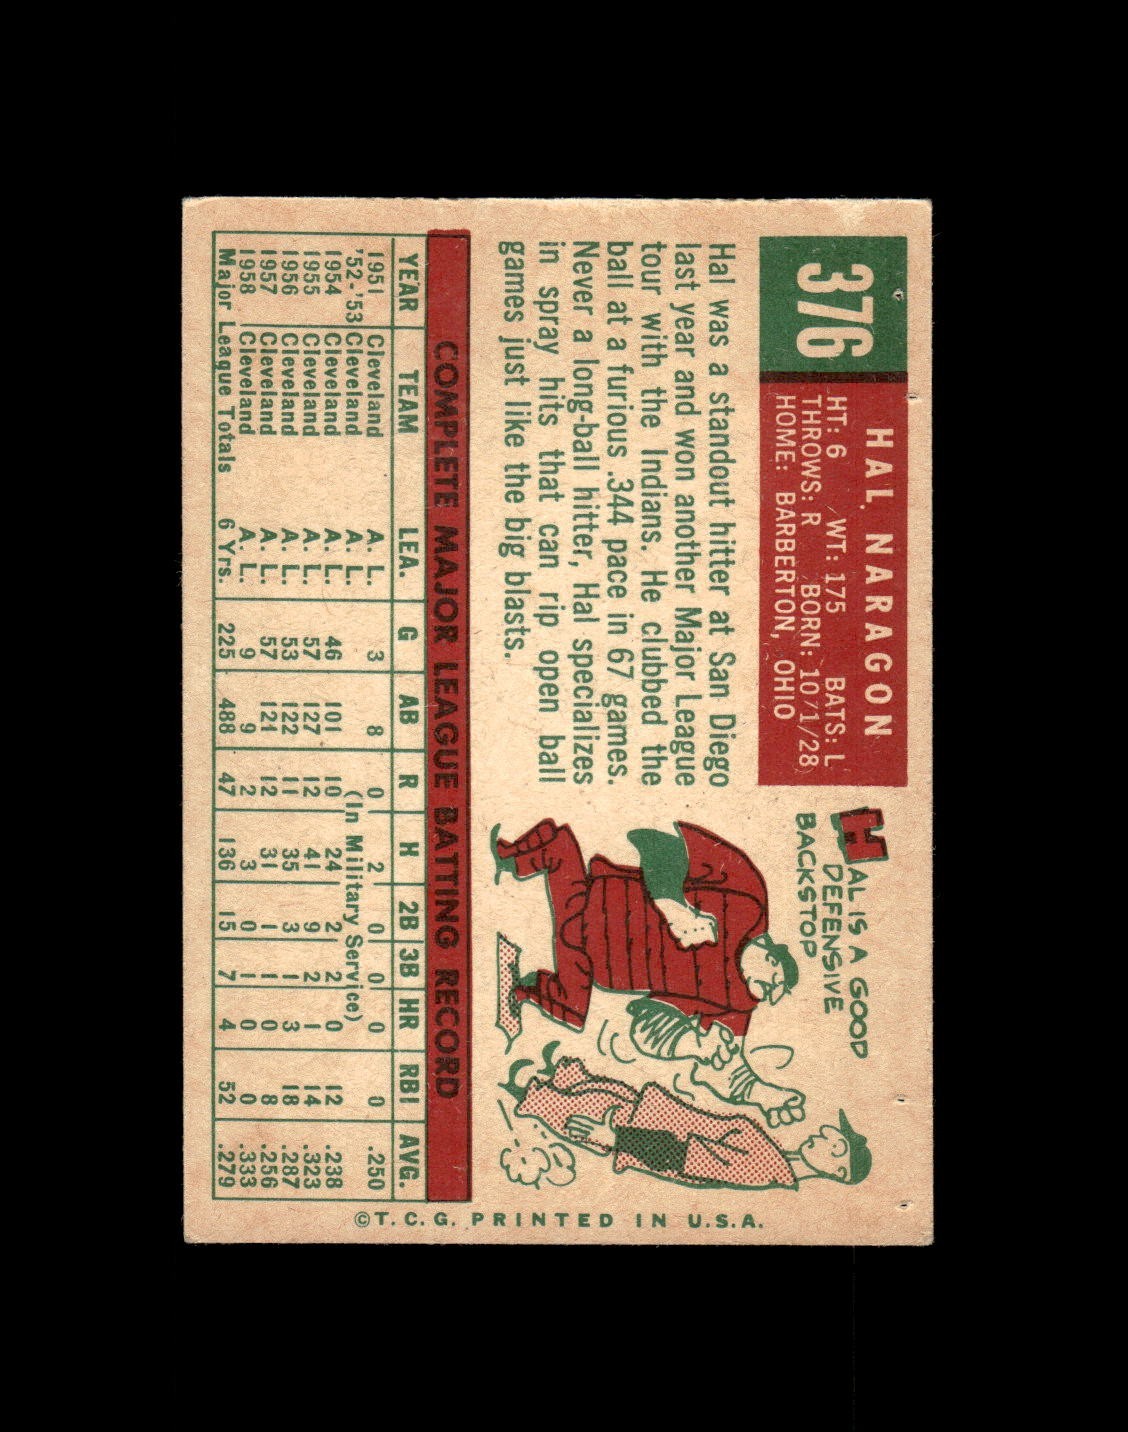 376
HAL NARAGON
HT: 6 WT: 175 BATS: L
THROWS: R BORN: 10/1/28
HOME: BARBERTON, OHIO
Hal was a standout hitter at San Diego
last year and won another Major League
tour with the Indians. He clubbed the
ball at a furious .344 pace in 67 games.
Never a long-ball hitter, Hal specializes
in spray hits that can rip open ball
games just like the big blasts.
HAL IS A GOOD
DEFENSIVE
BACKSTOP
COMPLETE MAJOR LEAGUE BATTING RECORD
YEAR TEAM LEA. G AB R H 2B 3B HR RBI AVG.
1951 Cleveland A. L. 3 8 0 2 0 0 0 0 .250
'52-'53 Cleveland A. L. (In Military Service)
1954 Cleveland A. L. 46 101 10 24 2 2 0 12 .238
1955 Cleveland A. L. 57 127 12 41 9 2 1 14 .323
1956 Cleveland A. L. 53 122 11 35 3 1 3 18 .287
1957 Cleveland A. L. 57 121 12 31 1 1 0 8 .256
1958 Cleveland A. L. 9 9 2 3 0 1 0 0 .333
Major League Totals 6 Yrs. 225 488 47 136 15 7 4 52 .279
©T. C. G. PRINTED IN U.S.A.